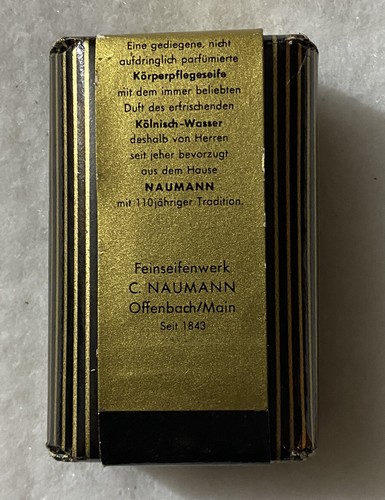 Eine gediegene, nicht
aufdringlich parfümierte
Körperpflegeseife
mit dem immer beliebten
Duft des erfrischenden
Kölnisch-Wasser
deshalb von Herren
seit jeher bevorzugt
aus dem Hause
NAUMANN
mit 110jähriger Tradition.
Feinseifenwerk
C. NAUMANN
Offenbach/Main
Seit 1843